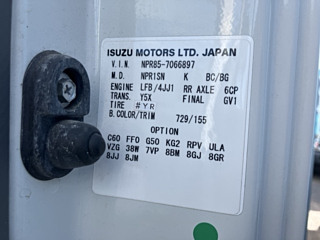 ISUZU MOTORS LTD. JAPAN
V.I.N. NPR85-7066897
M.D. NPR1SN K BC/BG
ENGINE LFB/4JJ1 RR AXLE 6CP
TRANS. Y5X FINAL GV1
TIRE #YR
B.COLOR/TRIM 729/155
OPTION
C60 FF0 G50 KG2 RPV ULA
VZG 38W 7VP 8BM 8GJ 8GR
8JJ 8JM